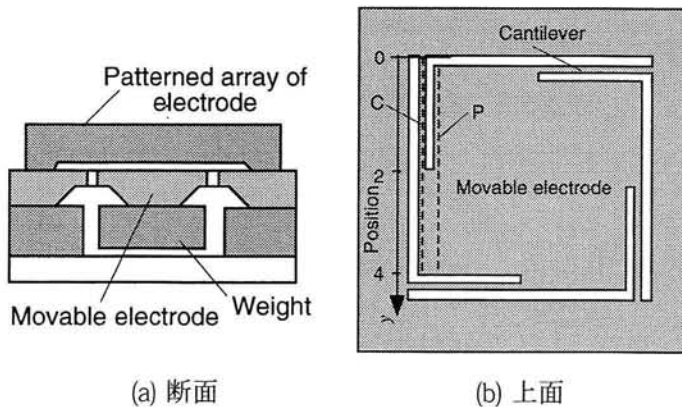 Patterned array of
electrode
Movable electrode
Weight
(a) 断面
Cantilever
0
C
P
2
Movable electrode
Position
4
(b) 上面